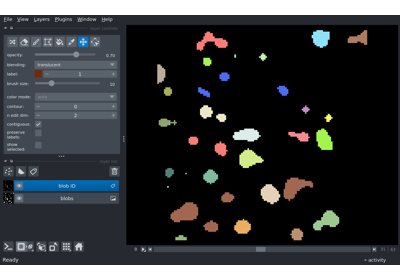 File View Layers Plugins Window Help
opacity: 0.70
blending: translucent
label: 1
brush size: 10
color mode:
contour: 0
n edit dim: 2
contiguous:
preserve labels:
show selected:
blob ID
blobs
Ready activity